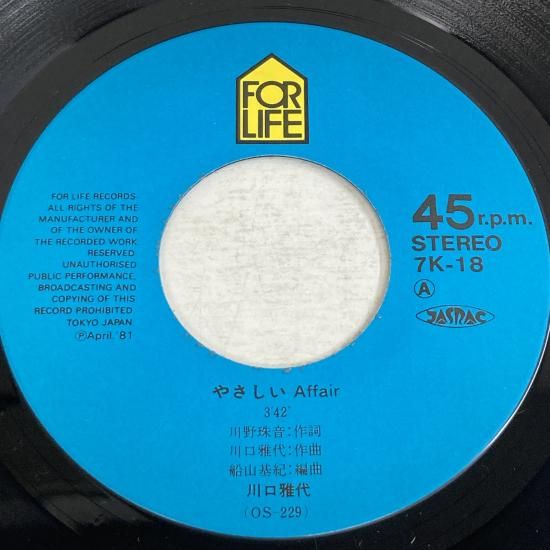 FOR
LIFE
FOR LIFE RECORDS
ALL RIGHTS OF THE
MANUFACTURER AND
OF THE OWNER OF
THE RECORDED WORK
RESERVED.
UNAUTHORISED
PUBLIC PERFORMANCE,
BROADCASTING AND
COPYING OF THIS
RECORD PROHIBITED.
TOKYO JAPAN.
ⓅApril.'81
45r.p.m.
STEREO
7K-18
Ⓐ
JASRAC
やさしい Affair
3'42"
川野珠音:作詞
川口雅代:作曲
船山基紀:編曲
川口雅代
(OS-229)